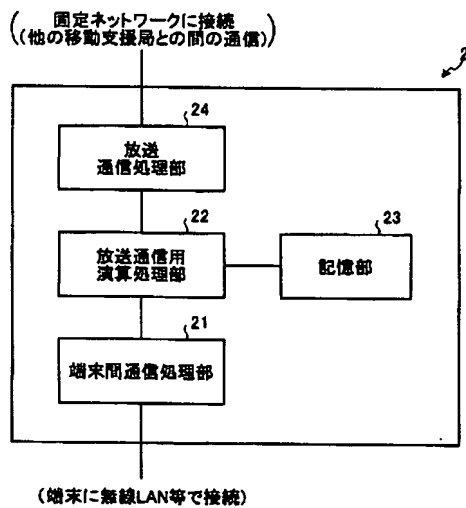 固定ネットワークに接続
(他の移動支援局との間の通信)
2
24
放送
通信処理部
22
放送通信用
演算処理部
23
記憶部
21
端末間通信処理部
(端末に無線LAN等で接続)